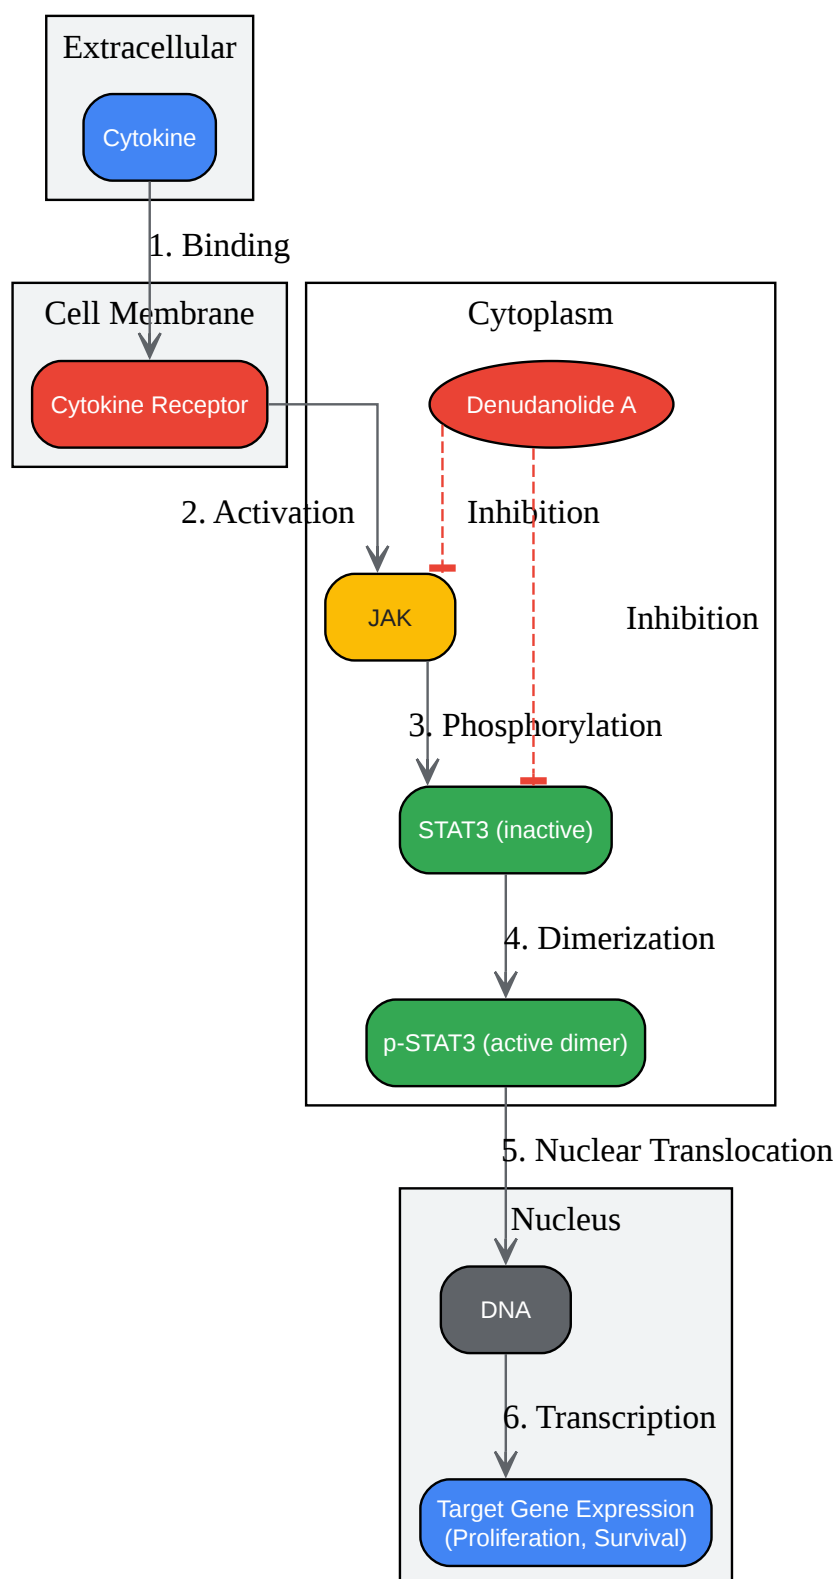 Extracellular
Cytokine
1. Binding
Cell Membrane
Cytoplasm
Cytokine Receptor
Denudanolide A
2. Activation
Inhibition
JAK
Inhibition
3. Phosphorylation
STAT3 (inactive)
4. Dimerization
p-STAT3 (active dimer)
5. Nuclear Translocation
Nucleus
DNA
6. Transcription
Target Gene Expression
(Proliferation, Survival)